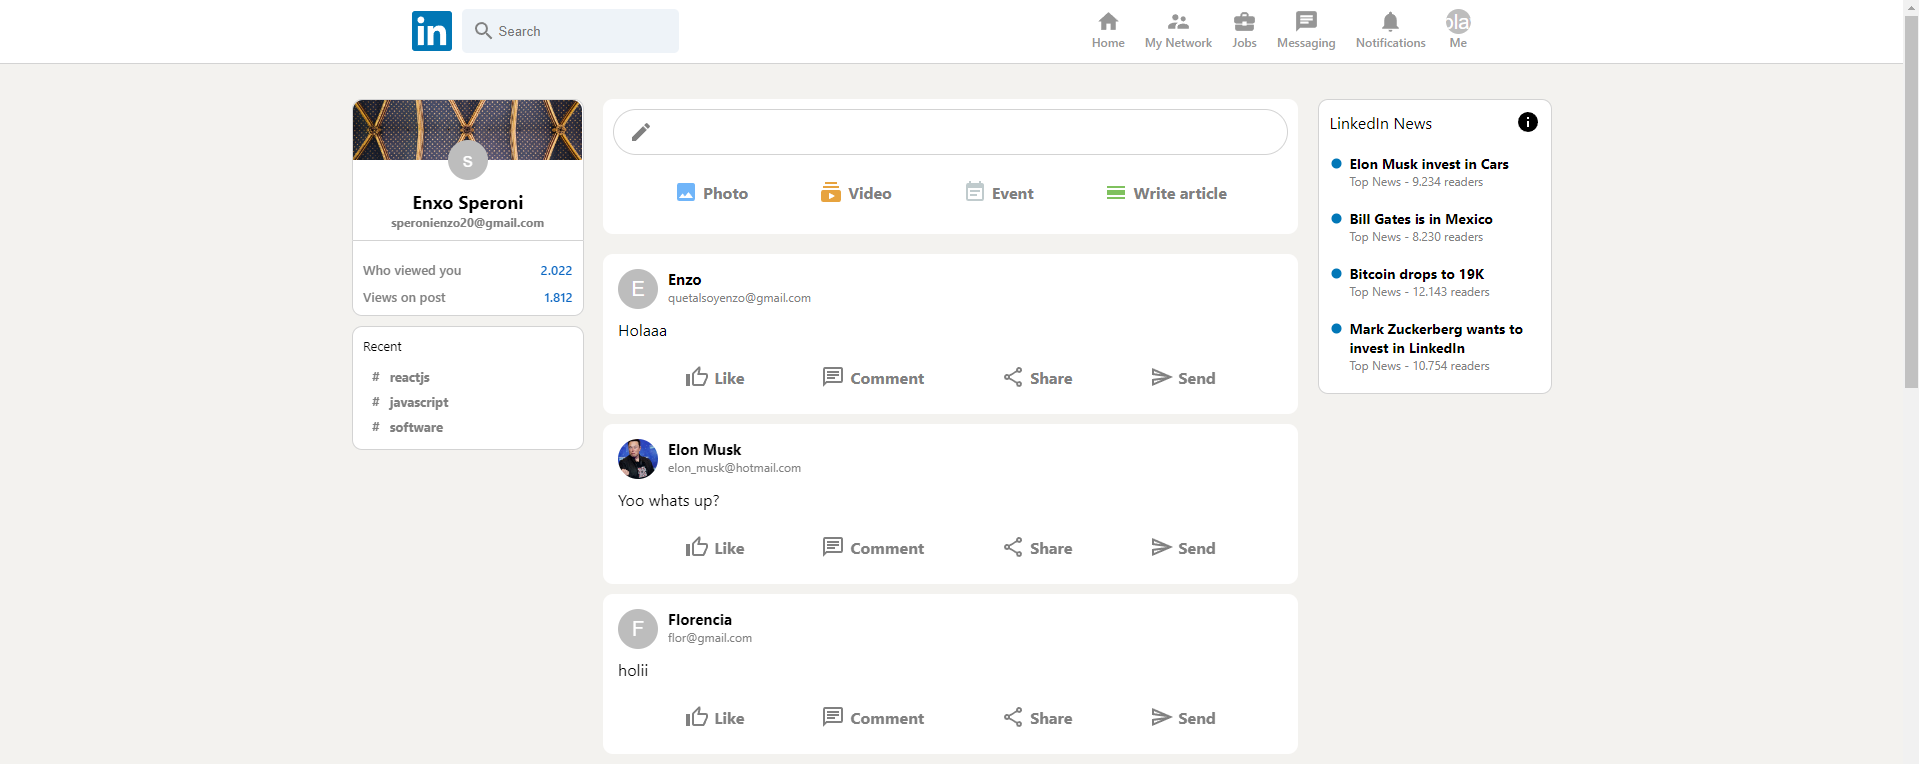 in
Search
Home
My Network
Jobs
Messaging
Notifications
Me
S
Enxo Speroni
speronienzo20@gmail.com
Who viewed you 2.022
Views on post 1.812
Recent
# reactjs
# javascript
# software
Photo
Video
Event
Write article
E
Enzo
quetalsoyenzo@gmail.com
Holaaa
Like
Comment
Share
Send
Elon Musk
elon_musk@hotmail.com
Yoo whats up?
Like
Comment
Share
Send
F
Florencia
flor@gmail.com
holii
Like
Comment
Share
Send
LinkedIn News
Elon Musk invest in Cars
Top News - 9.234 readers
Bill Gates is in Mexico
Top News - 8.230 readers
Bitcoin drops to 19K
Top News - 12.143 readers
Mark Zuckerberg wants to
invest in LinkedIn
Top News - 10.754 readers